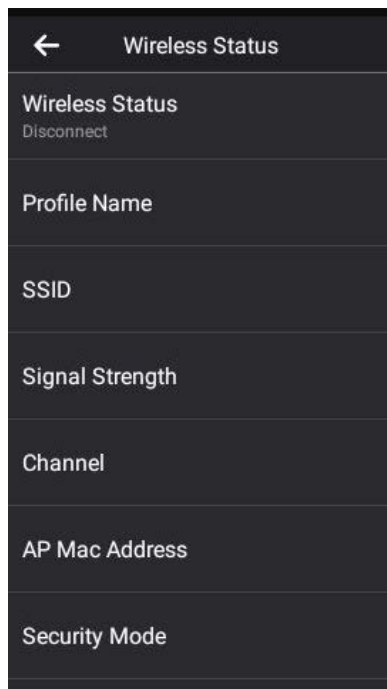 Wireless Status
Wireless Status
Disconnect
Profile Name
SSID
Signal Strength
Channel
AP Mac Address
Security Mode